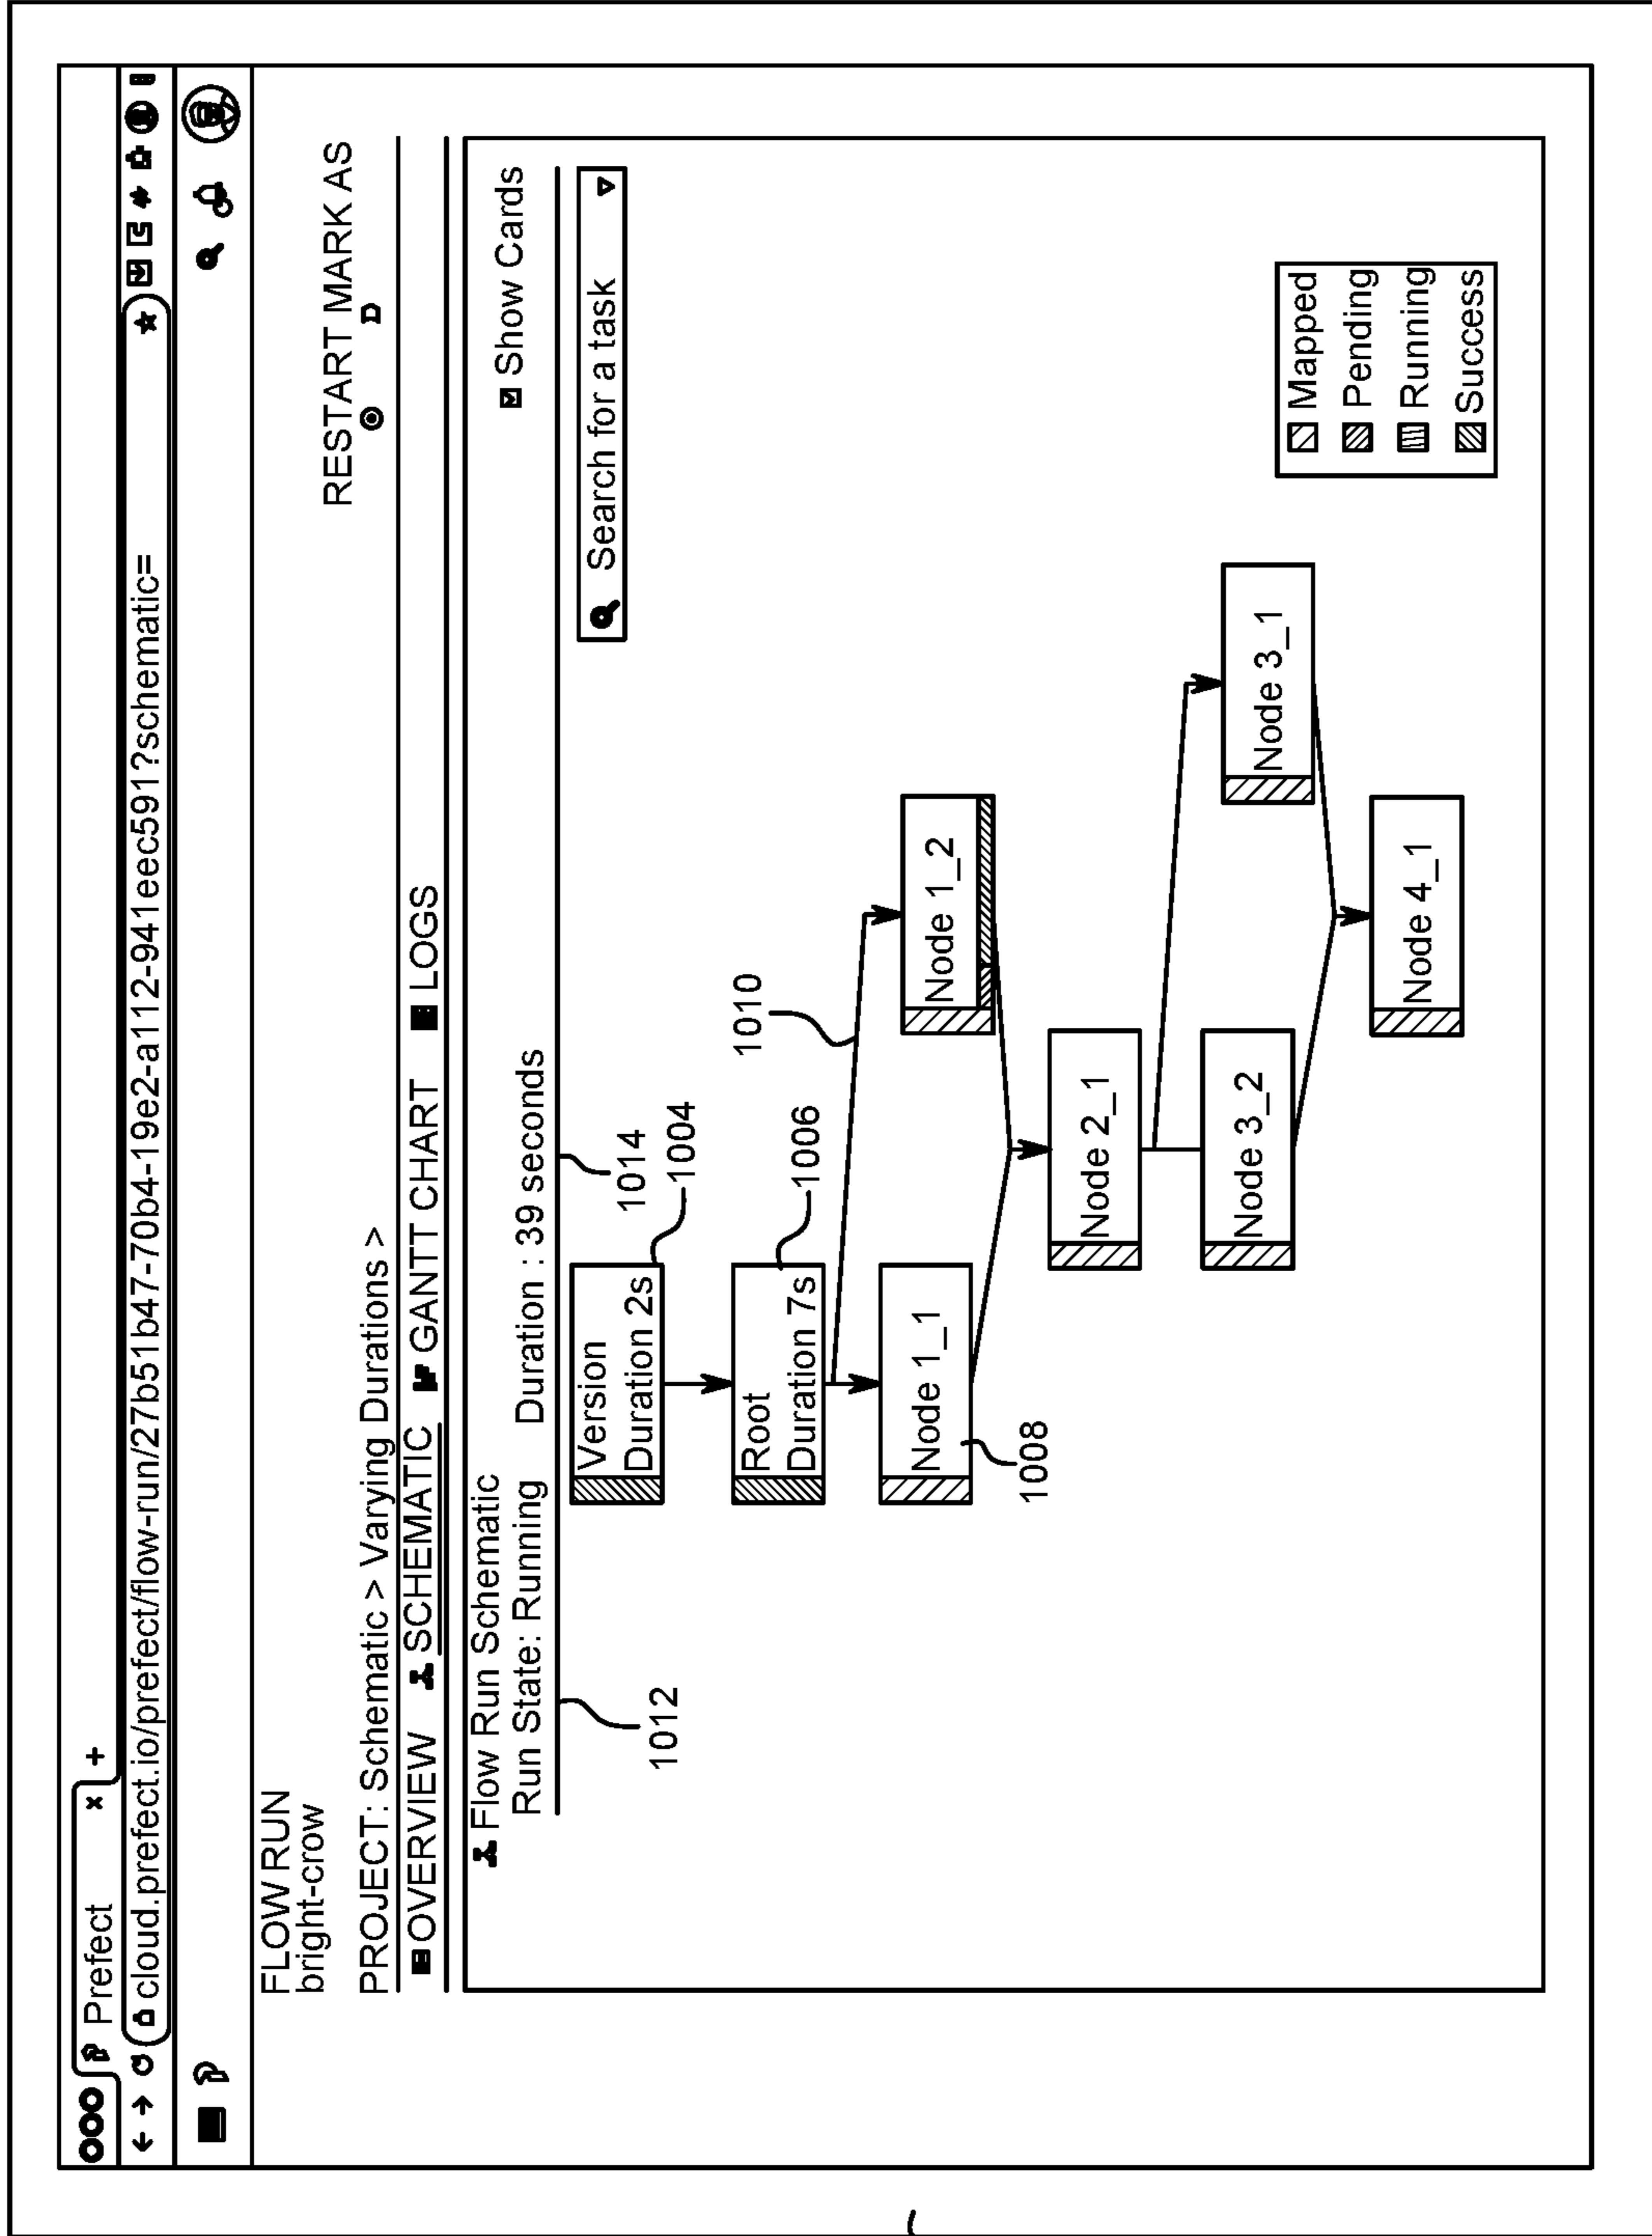 Prefect x +
cloud.prefect.io/prefect/flow-run/27b51b47-70b4-19e2-a112-941eec591?schematic=
FLOW RUN
bright-crow
RESTART MARK AS
PROJECT: Schematic > Varying Durations >
OVERVIEW SCHEMATIC GANTT CHART LOGS
Flow Run Schematic
Run State: Running Duration : 39 seconds
Show Cards
1012
1014
Search for a task
Version
Duration 2s
1004
Root
Duration 7s
1006
1010
Node 1_1
Node 1_2
1008
Node 2_1
Node 3_2
Node 3_1
Node 4_1
Mapped
Pending
Running
Success